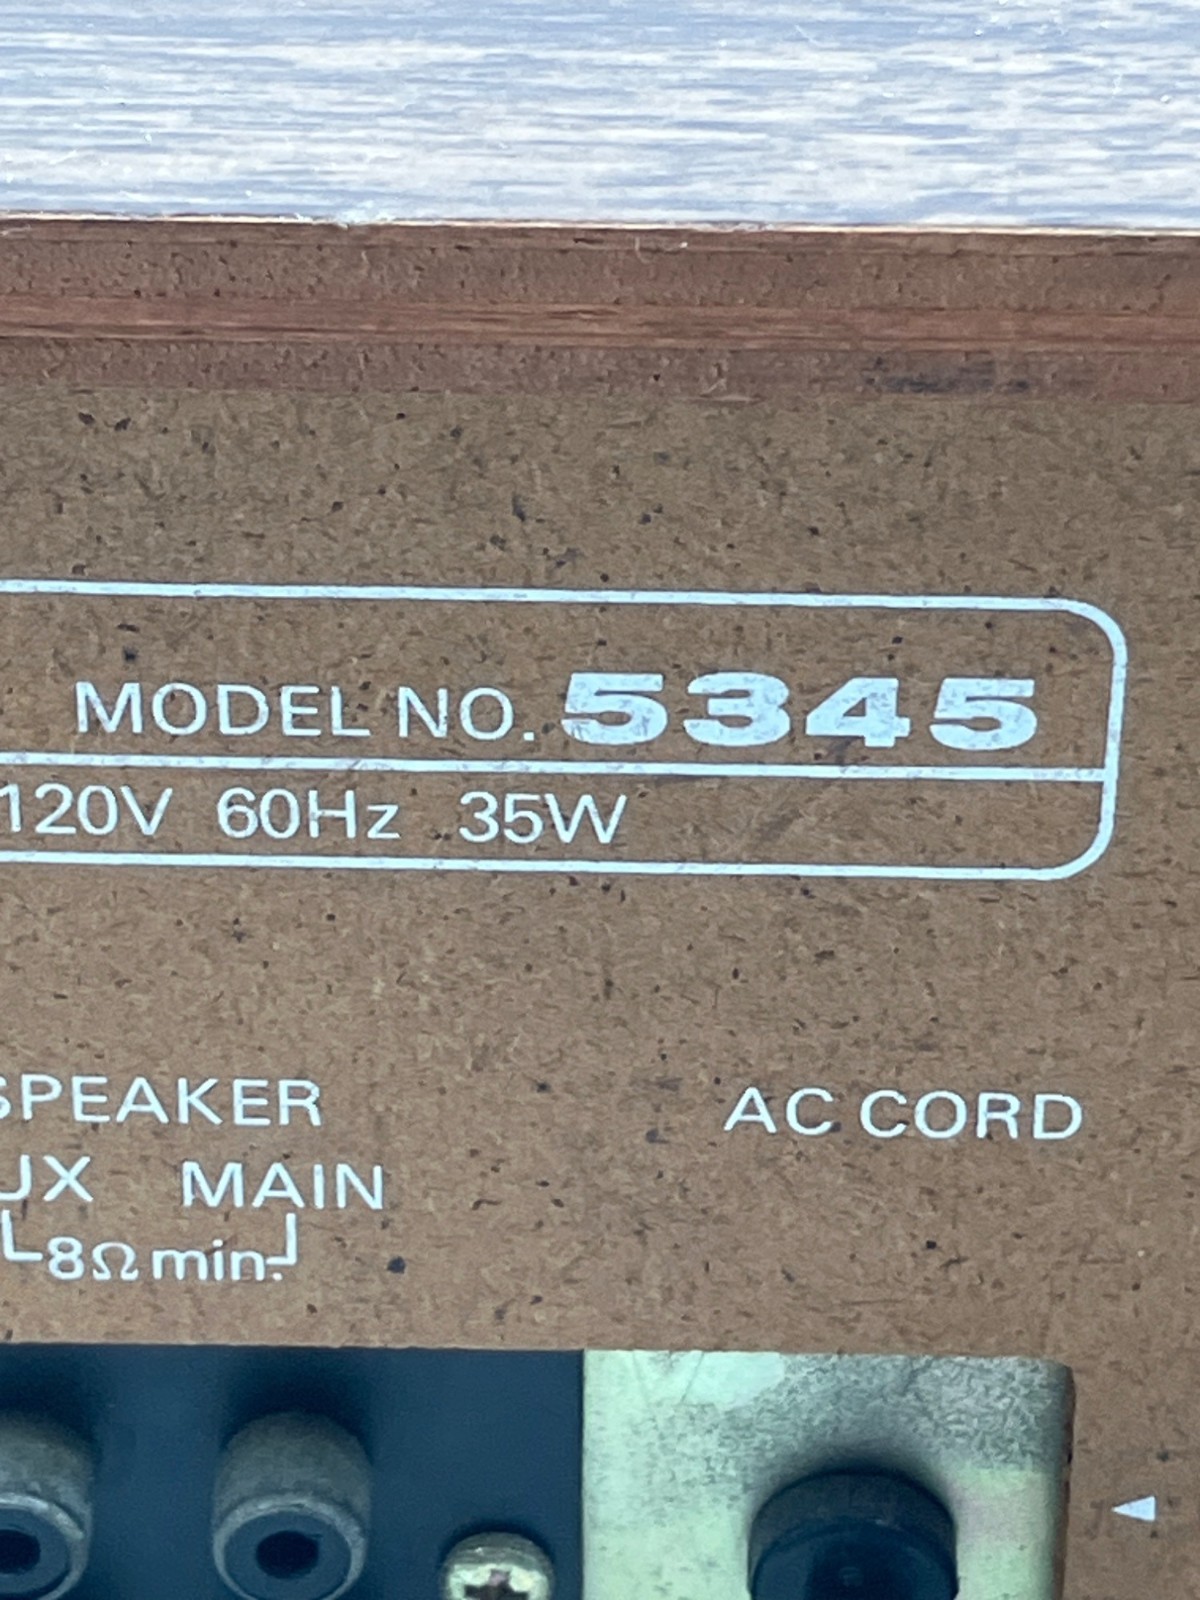 MODEL NO. 5345
120V 60Hz 35W
SPEAKER
AC CORD
MAIN
8Ω min.